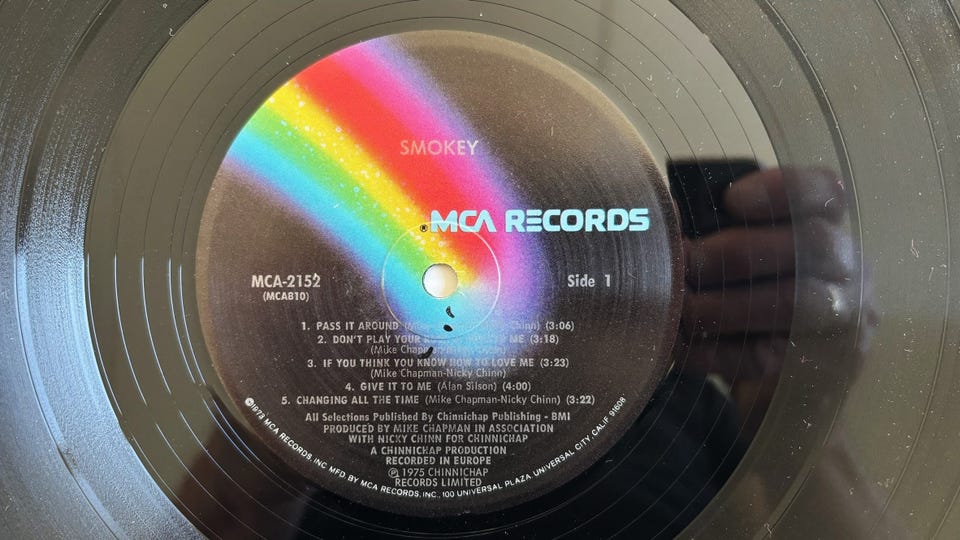 SMOKEY
®MCA RECORDS
MCA-2152
(MCA810)
Side 1
1. PASS IT AROUND Chinn) (3:06)
2. DON'T PLAY YOUR ME (3:18)
(Mike
3. IF YOU THINK YOU KNOW HOW TO LOVE ME (3:23)
(Mike Chapman-Nicky Chinn)
4. GIVE IT TO ME (Alan Silson) (4:00)
5. CHANGING ALL THE TIME (Mike Chapman-Nicky Chinn) (3:22)
All Selections Published By Chinnichap Publishing - BMI
PRODUCED BY MIKE CHAPMAN IN ASSOCIATION
WITH NICKY CHINN FOR CHINNICHAP
A CHINNICHAP PRODUCTION
RECORDED IN EUROPE
℗ 1975 CHINNICHAP
RECORDS LIMITED
©1973 MCA RECORDS, INC MFD. BY MCA RECORDS, INC., 100 UNIVERSAL PLAZA, UNIVERSAL CITY, CALIF. 91608